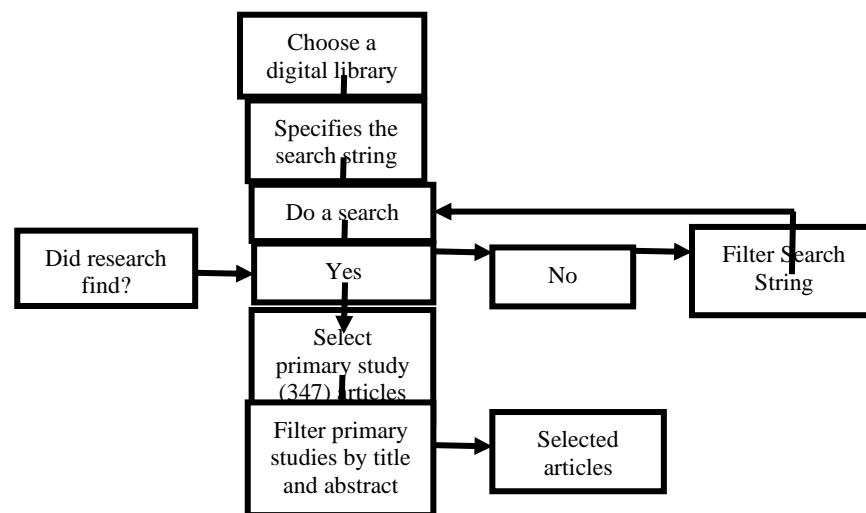 Choose a
digital library
Specifies the
search string
Do a search
Did research
find?
Yes
No
Filter Search
String
Select
primary study
(347) articles
Filter primary
studies by title
and abstract
Selected
articles